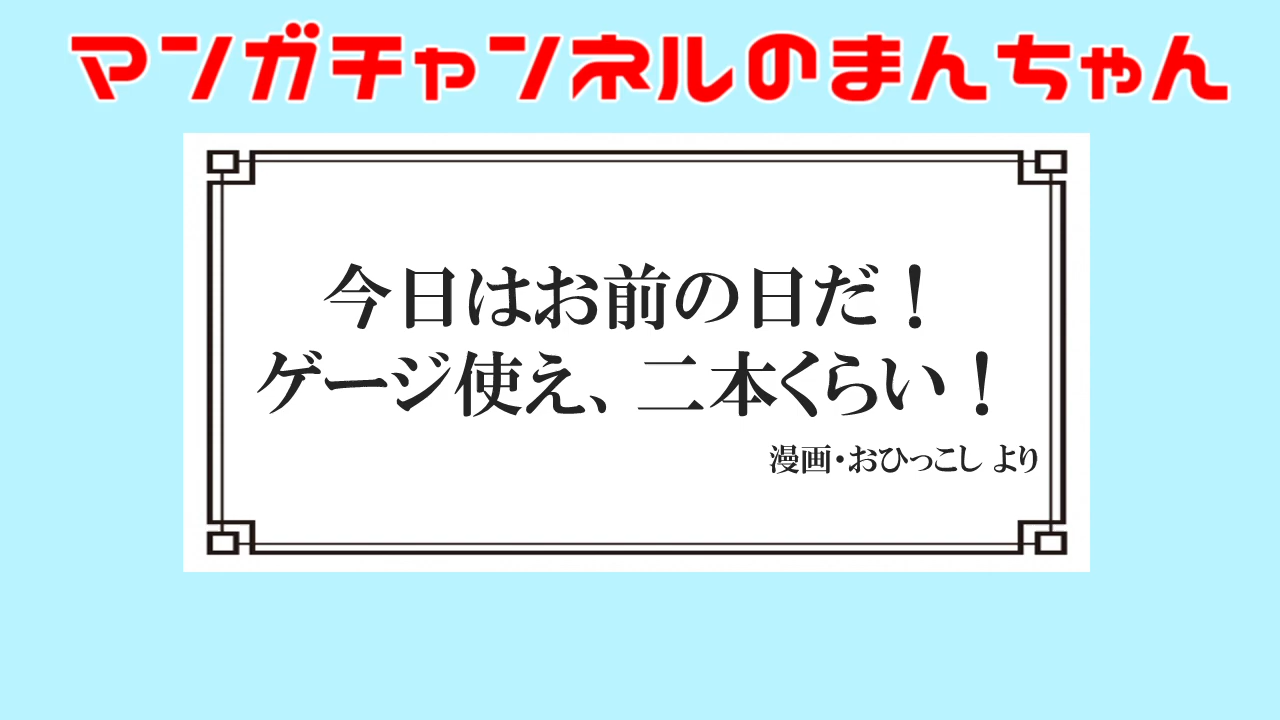 マンガチャンネルのまんちゃん
今日はお前の日だ！
ゲージ使え、二本くらい！
漫画・おひっこし より